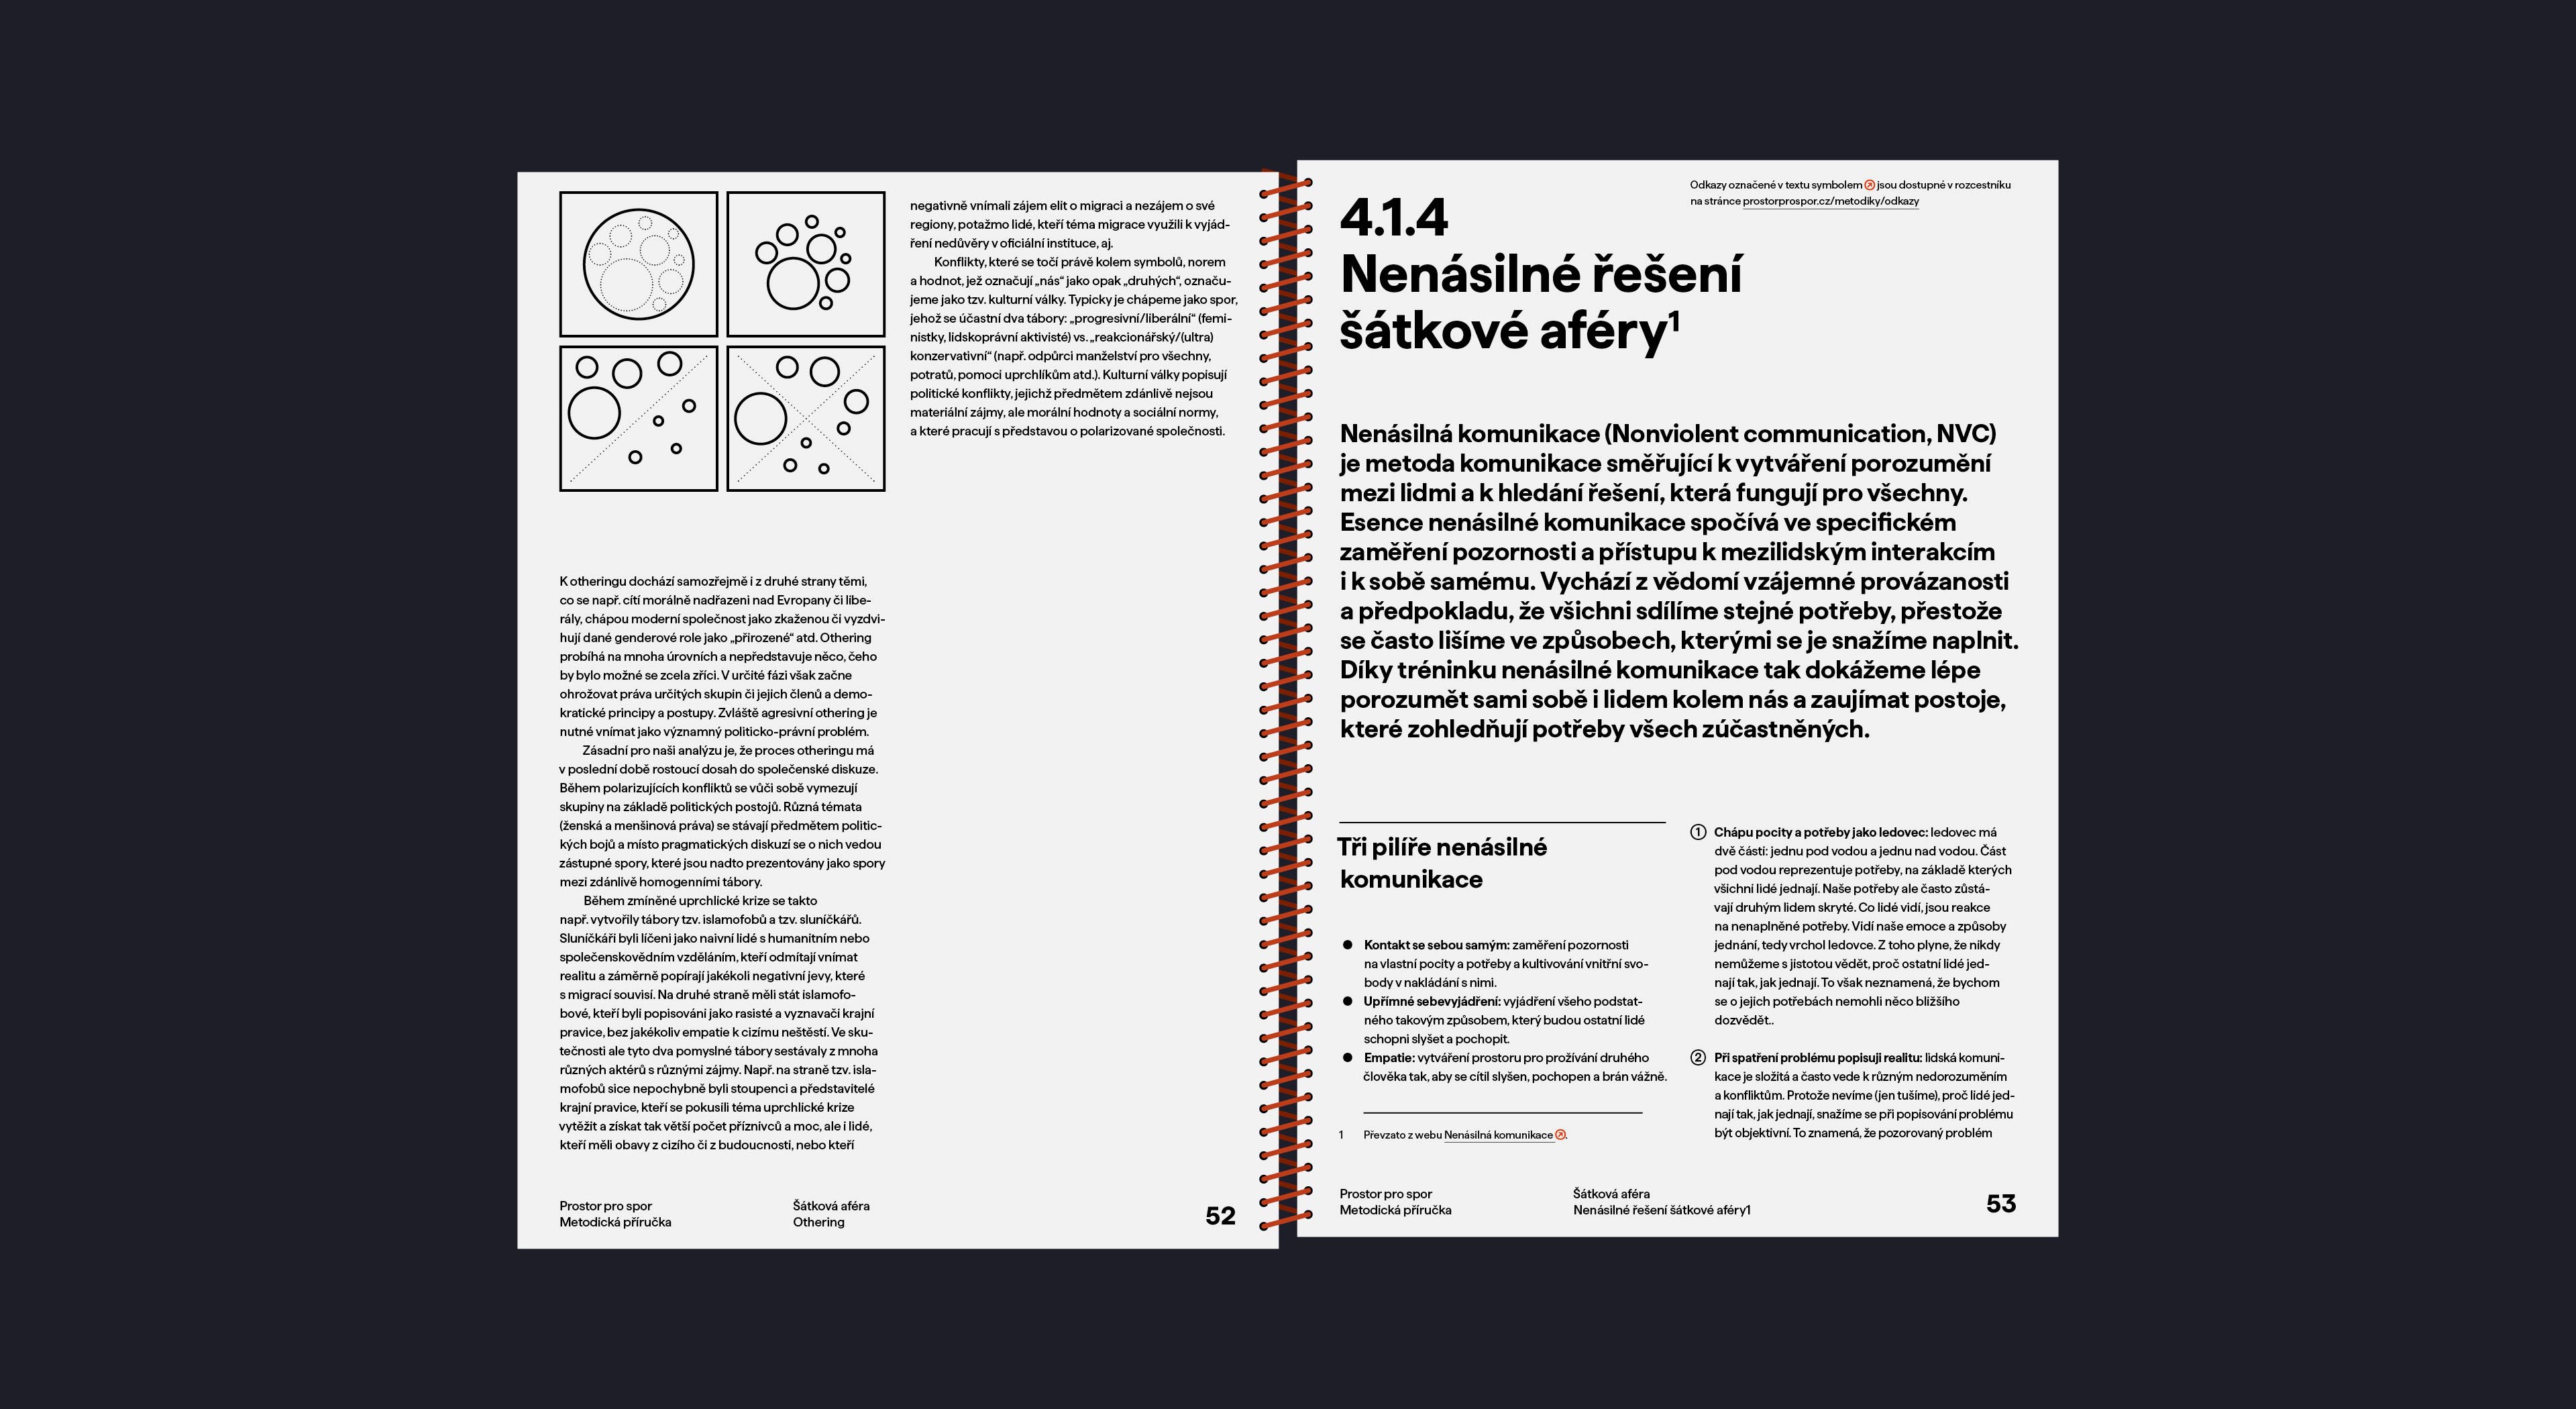 K otheringu dochází samozřejmě i z druhé strany těmi,
co se např. cítí morálně nadřazeni nad Evropany či libe-
rály, chápou moderní společnost jako zkaženou či vyzdvi-
hují dané genderové role jako „přirozené“ atd. Othering
probíhá na mnoha úrovních a nepředstavuje něco, čeho
by bylo možné se zcela zříci. V určité fázi však začne
ohrožovat práva určitých skupin či jejich členů a demo-
kratické principy a postupy. Zvláště agresivní othering je
nutné vnímat jako významný politicko-právní problém.
Zásadní pro naši analýzu je, že proces otheringu má
v poslední době rostoucí dosah do společenské diskuze.
Během polarizujících konfliktů se vůči sobě vymezují
skupiny na základě politických postojů. Různá témata
(ženská a menšinová práva) se stávají předmětem politic-
kých bojů a místo pragmatických diskuzí se o nich vedou
zástupné spory, které jsou nadto prezentovány jako spory
mezi zdánlivě homogenními tábory.
Během zmíněné uprchlické krize se takto
např. vytvořily tábory tzv. islamofobů a tzv. sluníčkářů.
Sluníčkáři byli líčeni jako naivní lidé s humanitním nebo
společenskovědním vzděláním, kteří odmítají vnímat
realitu a záměrně popírají jakékoli negativní jevy, které
s migrací souvisí. Na druhé straně měli stát islamofo-
bové, kteří byli popisováni jako rasisté a vyznavači krajní
pravice, bez jakékoliv empatie k cizímu neštěstí. Ve sku-
tečnosti ale tyto dva pomyslné tábory sestávaly z mnoha
různých aktérů s různými zájmy. Např. na straně tzv. isla-
mofobů sice nepochybně byli stoupenci a představitelé
krajní pravice, kteří se pokusili téma uprchlické krize
vytěžit a získat tak větší počet příznivců a moc, ale i lidé,
kteří měli obavy z cizího či z budoucnosti, nebo kteří
negativně vnímali zájem elit o migraci a nezájem o své
regiony, potažmo lidé, kteří téma migrace využili k vyjád-
ření nedůvěry v oficiální instituce, aj.
Konflikty, které se točí právě kolem symbolů, norem
a hodnot, jež označují „nás“ jako opak „druhých“, označu-
jeme jako tzv. kulturní války. Typicky je chápeme jako spor,
jehož se účastní dva tábory: „progresivní/liberální“ (femi-
nistky, lidskoprávní aktivisté) vs. „reakcionářský/(ultra)
konzervativní“ (např. odpůrci manželství pro všechny,
potratů, pomoci uprchlíkům atd.). Kulturní války popisují
politické konflikty, jejichž předmětem zdánlivě nejsou
materiální zájmy, ale morální hodnoty a sociální normy,
a které pracují s představou o polarizované společnosti.
Prostor pro spor
Metodická příručka
Šátková aféra
Othering
52
Odkazy označené v textu symbolem jsou dostupné v rozcestníku
na stránce prostorprospor.cz/metodiky/odkazy
4.1.4
Nenásilné řešení
šátkové aféry¹
Nenásilná komunikace (Nonviolent communication, NVC)
je metoda komunikace směřující k vytváření porozumění
mezi lidmi a k hledání řešení, která fungují pro všechny.
Esence nenásilné komunikace spočívá ve specifickém
zaměření pozornosti a přístupu k mezilidským interakcím
i k sobě samému. Vychází z vědomí vzájemné provázanosti
a předpokladu, že všichni sdílíme stejné potřeby, přestože
se často lišíme ve způsobech, kterými se je snažíme naplnit.
Díky tréninku nenásilné komunikace tak dokážeme lépe
porozumět sami sobě i lidem kolem nás a zaujímat postoje,
které zohledňují potřeby všech zúčastněných.
Tři pilíře nenásilné
komunikace
● Kontakt se sebou samým: zaměření pozornosti
na vlastní pocity a potřeby a kultivování vnitřní svo-
body v nakládání s nimi.
● Upřímné sebevyjádření: vyjádření všeho podstat-
ného takovým způsobem, který budou ostatní lidé
schopni slyšet a pochopit.
● Empatie: vytváření prostoru pro prožívání druhého
člověka tak, aby se cítil slyšen, pochopen a brán vážně.
1 Převzato z webu Nenásilná komunikace.
① Chápu pocity a potřeby jako ledovec: ledovec má
dvě části: jednu pod vodou a jednu nad vodou. Část
pod vodou reprezentuje potřeby, na základě kterých
všichni lidé jednají. Naše potřeby ale často zůstá-
vají druhým lidem skryté. Co lidé vidí, jsou reakce
na nenaplněné potřeby. Vidí naše emoce a způsoby
jednání, tedy vrchol ledovce. Z toho plyne, že nikdy
nemůžeme s jistotou vědět, proč ostatní lidé jed-
nají tak, jak jednají. To však neznamená, že bychom
se o jejich potřebách nemohli něco bližšího
dozvědět..
② Při spatření problému popisuji realitu: lidská komuni-
kace je složitá a často vede k různým nedorozuměním
a konfliktům. Protože nevíme (jen tušíme), proč lidé jed-
nají tak, jak jednají, snažíme se při popisování problému
být objektivní. To znamená, že pozorovaný problém
Prostor pro spor
Metodická příručka
Šátková aféra
Nenásilné řešení šátkové aféry1
53